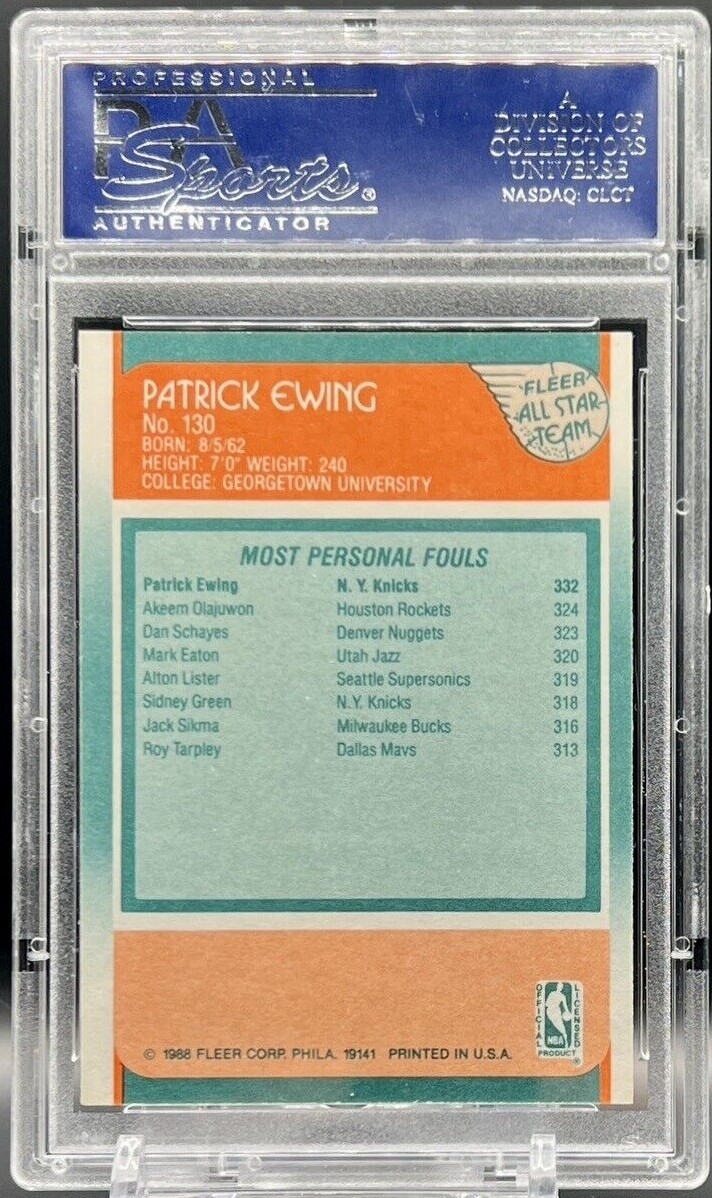 PROFESSIONAL
PSA
Sports®
AUTHENTICATOR
A
DIVISION OF
COLLECTORS
UNIVERSE
NASDAQ: CLCT
PATRICK EWING
No. 130
BORN: 8/5/62
HEIGHT: 7'0" WEIGHT: 240
COLLEGE: GEORGETOWN UNIVERSITY
FLEER
ALL STAR
TEAM
MOST PERSONAL FOULS
Patrick Ewing N. Y. Knicks 332
Akeem Olajuwon Houston Rockets 324
Dan Schayes Denver Nuggets 323
Mark Eaton Utah Jazz 320
Alton Lister Seattle Supersonics 319
Sidney Green N.Y. Knicks 318
Jack Sikma Milwaukee Bucks 316
Roy Tarpley Dallas Mavs 313
OFFICIAL LICENSED
NBA
PRODUCT ®
© 1988 FLEER CORP. PHILA. 19141 PRINTED IN U.S.A.